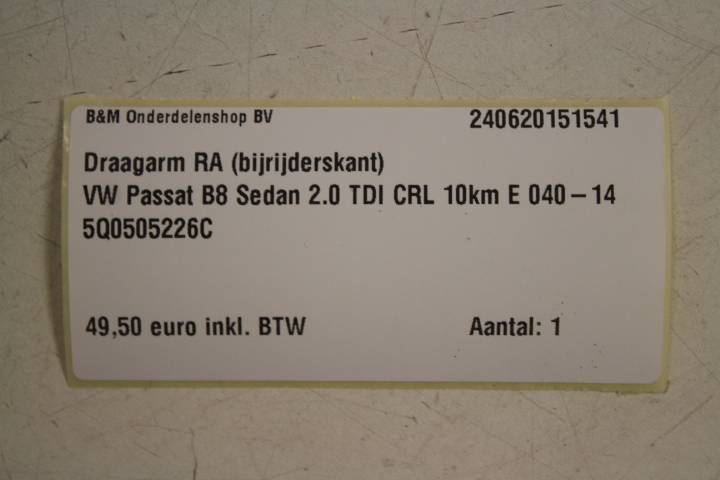 B&M Onderdelenshop BV 240620151541
Draagarm RA (bijrijderskant)
VW Passat B8 Sedan 2.0 TDI CRL 10km E 040-14
5Q0505226C
49,50 euro inkl. BTW Aantal: 1